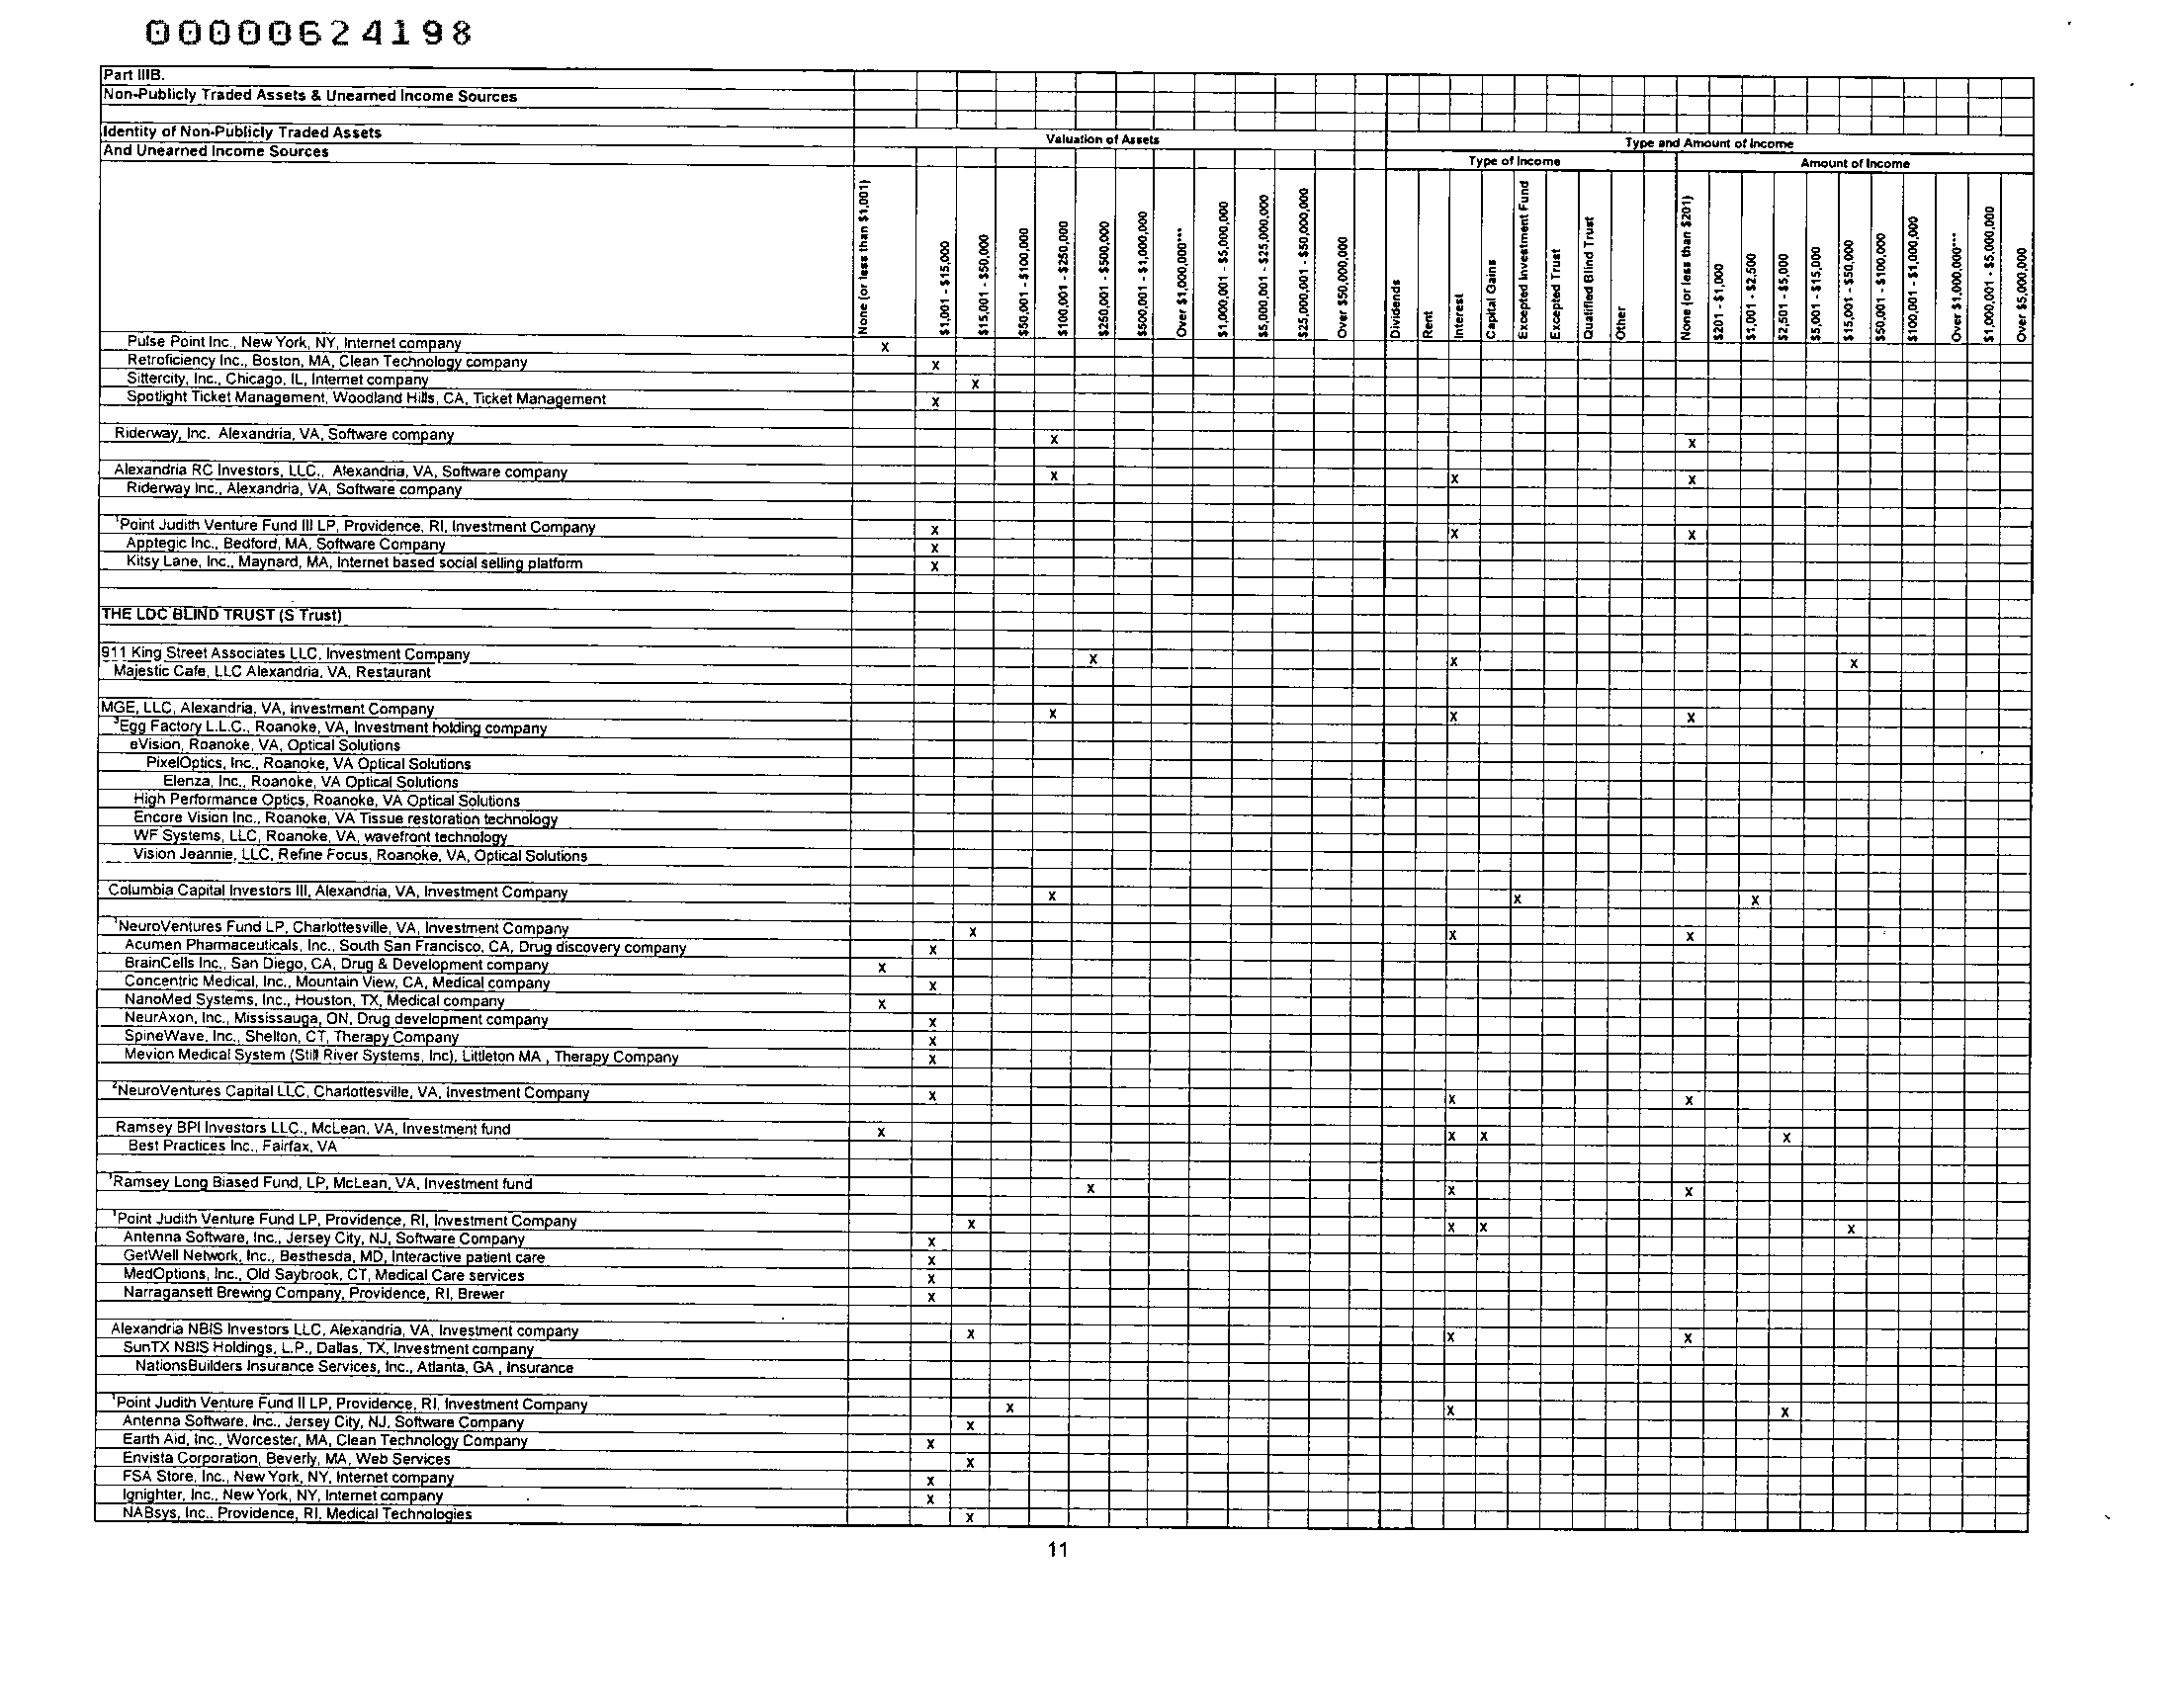 00000624198
Part IIIB.
Non-Publicly Traded Assets & Unearned Income Sources
Identity of Non-Publicly Traded Assets
Valuation of Assets
Type and Amount of Income
And Unearned Income Sources
Type of Income
Amount of Income
None (or less than $1,001)
$1,001 - $15,000
$15,001 - $50,000
$50,001 - $100,000
$100,001 - $250,000
$250,001 - $500,000
$500,001 - $1,000,000
Over $1,000,000***
$1,000,001 - $5,000,000
$5,000,001 - $25,000,000
$25,000,001 - $50,000,000
Over $50,000,000
Dividends
Rent
Interest
Capital Gains
Excepted Investment Fund
Excepted Trust
Qualified Blind Trust
Other
None (or less than $201)
$201 - $1,000
$1,001 - $2,500
$2,501 - $5,000
$5,001 - $15,000
$15,001 - $50,000
$50,001 - $100,000
$100,001 - $1,000,000
Over $1,000,000***
$1,000,001 - $5,000,000
Over $5,000,000
Pulse Point Inc., New York, NY, Internet company X
Retroficiency Inc., Boston, MA, Clean Technology company X
Sittercity, Inc., Chicago, IL, Internet company X
Spotlight Ticket Management, Woodland Hills, CA, Ticket Management X
Riderway, Inc. Alexandria, VA, Software company X X
Alexandria RC Investors, LLC., Alexandria, VA, Software company X X X
Riderway Inc., Alexandria, VA, Software company
¹Point Judith Venture Fund III LP, Providence, RI, Investment Company X X X
Apptegic Inc., Bedford, MA, Software Company X
Kitsy Lane, Inc., Maynard, MA, Internet based social selling platform X
THE LDC BLIND TRUST (S Trust)
911 King Street Associates LLC, Investment Company X X X
Majestic Cafe, LLC Alexandria, VA, Restaurant
MGE, LLC, Alexandria, VA, Investment Company X X X
³Egg Factory L.L.C., Roanoke, VA, Investment holding company
eVision, Roanoke, VA, Optical Solutions
PixelOptics, Inc., Roanoke, VA Optical Solutions
Elenza, Inc., Roanoke, VA Optical Solutions
High Performance Optics, Roanoke, VA Optical Solutions
Encore Vision Inc., Roanoke, VA Tissue restoration technology
WF Systems, LLC, Roanoke, VA, wavefront technology
Vision Jeannie, LLC, Refine Focus, Roanoke, VA, Optical Solutions
Columbia Capital Investors III, Alexandria, VA, Investment Company X X X
¹NeuroVentures Fund LP, Charlottesville, VA, Investment Company X X X
Acumen Pharmaceuticals, Inc., South San Francisco, CA, Drug discovery company X
BrainCells Inc., San Diego, CA, Drug & Development company X
Concentric Medical, Inc., Mountain View, CA, Medical company X
NanoMed Systems, Inc., Houston, TX, Medical company X
NeurAxon, Inc., Mississauga, ON, Drug development company X
SpineWave, Inc., Shelton, CT, Therapy Company X
Mevion Medical System (Still River Systems, Inc), Littleton MA , Therapy Company X
²NeuroVentures Capital LLC, Charlottesville, VA, Investment Company X X X
Ramsey BPI Investors LLC., McLean, VA, Investment fund X X X X
Best Practices Inc., Fairfax, VA
¹Ramsey Long Biased Fund, LP, McLean, VA, Investment fund X X X
¹Point Judith Venture Fund LP, Providence, RI, Investment Company X X X X
Antenna Software, Inc., Jersey City, NJ, Software Company X
GetWell Network, Inc., Besthesda, MD, Interactive patient care X
MedOptions, Inc., Old Saybrook, CT, Medical Care services X
Narragansett Brewing Company, Providence, RI, Brewer X
Alexandria NBIS Investors LLC, Alexandria, VA, Investment company X X X
SunTX NBIS Holdings, L.P., Dallas, TX, Investment company
NationsBuilders Insurance Services, Inc., Atlanta, GA , Insurance
¹Point Judith Venture Fund II LP, Providence, RI, Investment Company X X X
Antenna Software, Inc., Jersey City, NJ, Software Company X
Earth Aid, Inc., Worcester, MA, Clean Technology Company X
Envista Corporation, Beverly, MA, Web Services X
FSA Store, Inc., New York, NY, Internet company X
Ignighter, Inc., New York, NY, Internet company X
NABsys, Inc., Providence, RI, Medical Technologies X
11